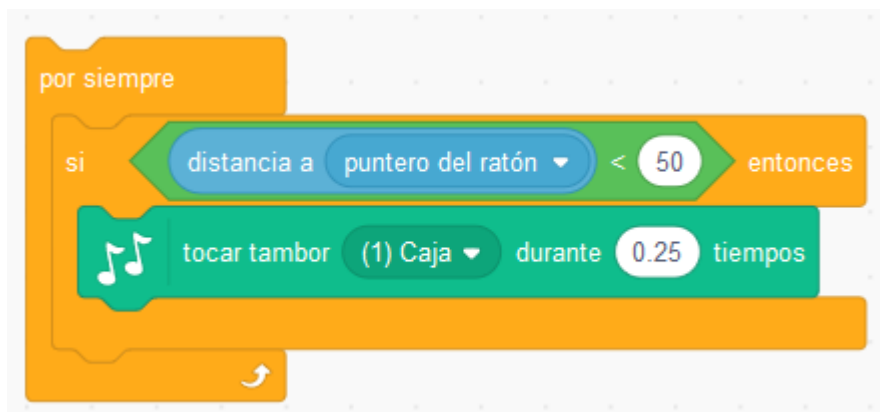 por siempre
si distancia a puntero del ratón < 50 entonces
tocar tambor (1) Caja durante 0.25 tiempos